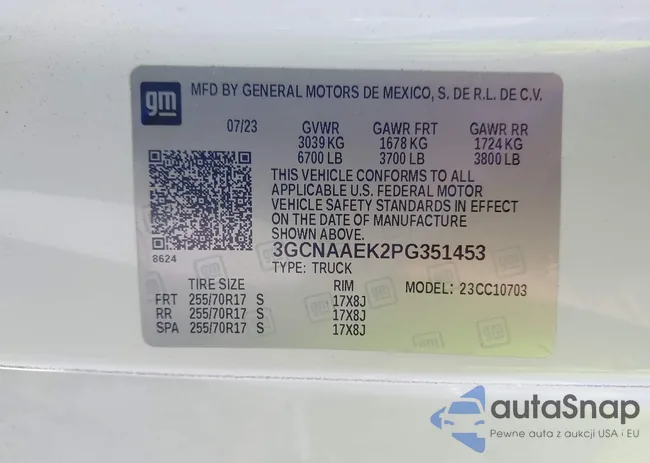 gm
MFD BY GENERAL MOTORS DE MEXICO, S. DE R.L. DE C.V.
07/23 GVWR GAWR FRT GAWR RR
3039 KG 1678 KG 1724 KG
6700 LB 3700 LB 3800 LB
THIS VEHICLE CONFORMS TO ALL
APPLICABLE U.S. FEDERAL MOTOR
VEHICLE SAFETY STANDARDS IN EFFECT
ON THE DATE OF MANUFACTURE
SHOWN ABOVE.
8624
3GCNAAEK2PG351453
TYPE: TRUCK
TIRE SIZE RIM MODEL: 23CC10703
FRT 255/70R17 S 17X8J
RR 255/70R17 S 17X8J
SPA 255/70R17 S 17X8J
autaSnap
Pewne auta z aukcji USA i EU